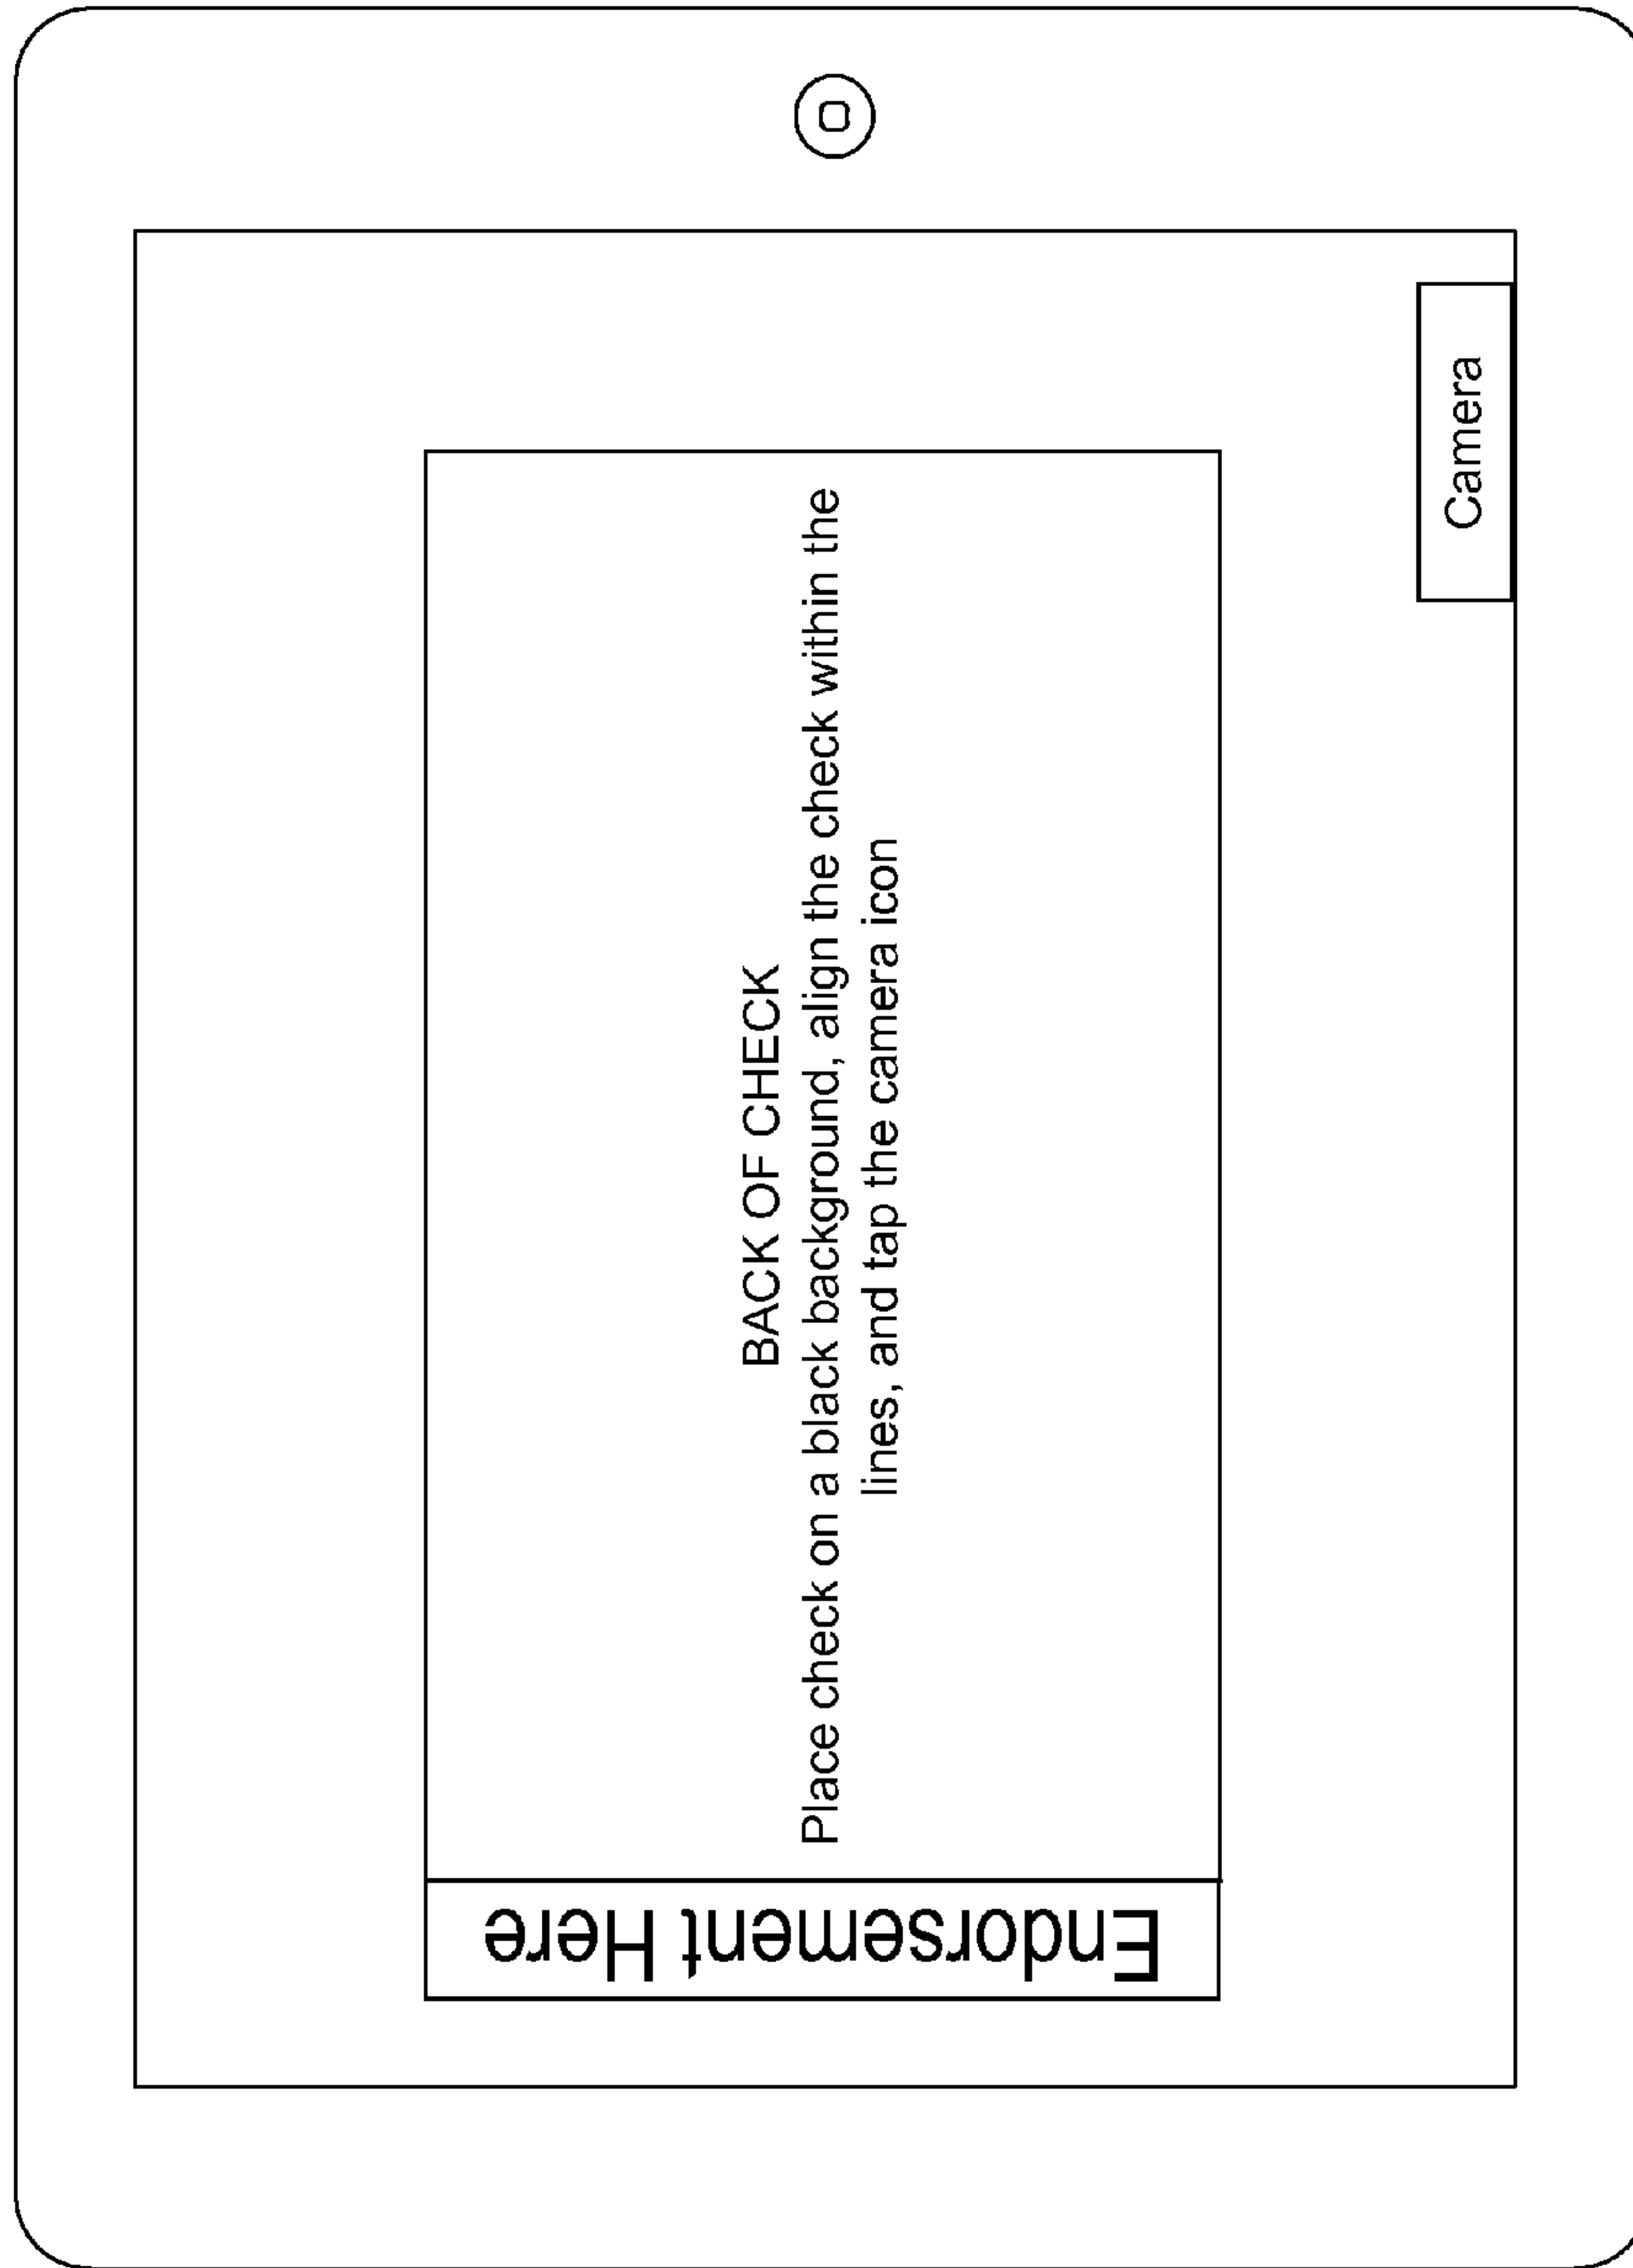 BACK OF CHECK
Place check on a black background, align the check within the
lines, and tap the camera icon
Endorsement Here
Camera